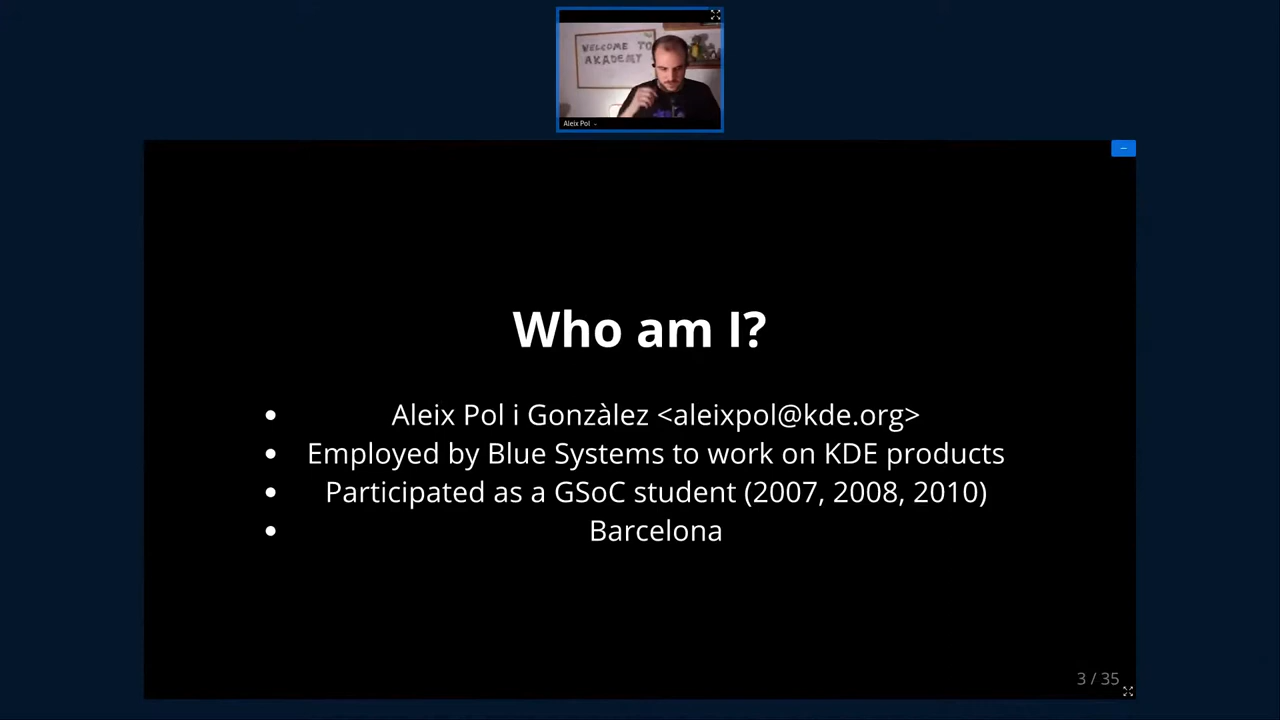 WELCOME TO
AKADEMY
Aleix Pol
Who am I?
Aleix Pol i Gonzàlez <aleixpol@kde.org>
Employed by Blue Systems to work on KDE products
Participated as a GSoC student (2007, 2008, 2010)
Barcelona
3 / 35